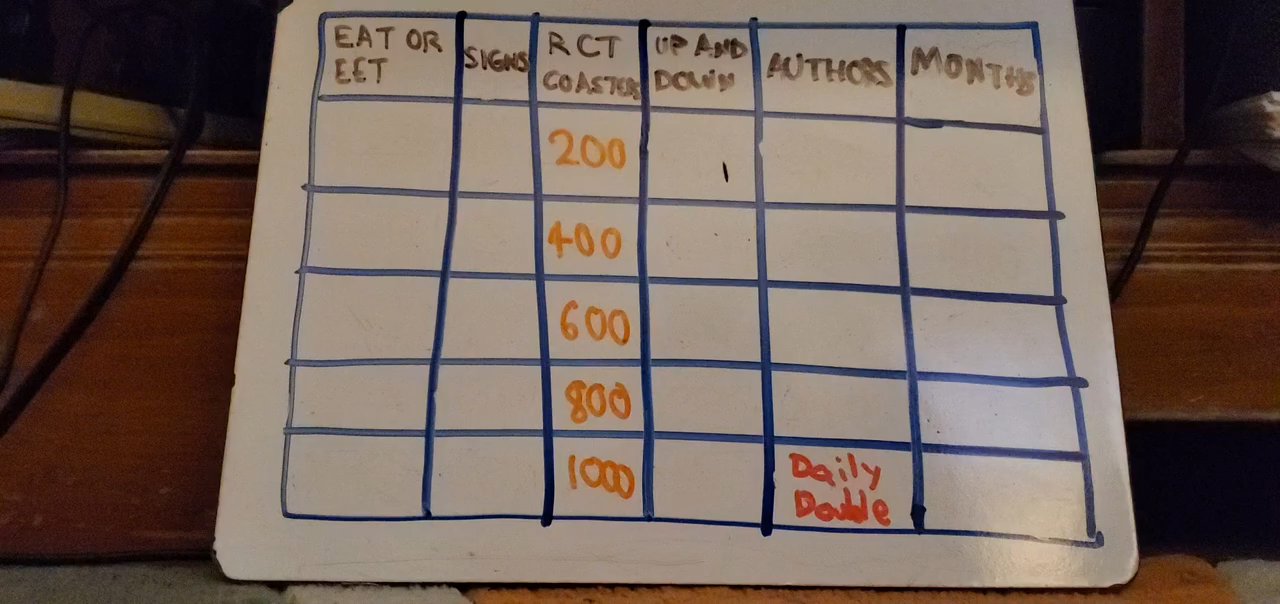 EAT OR
EET
SIGNS
RCT
COASTERS
UP AND
DOWN
AUTHORS
MONTHS
200
400
600
800
1000
Daily
Double